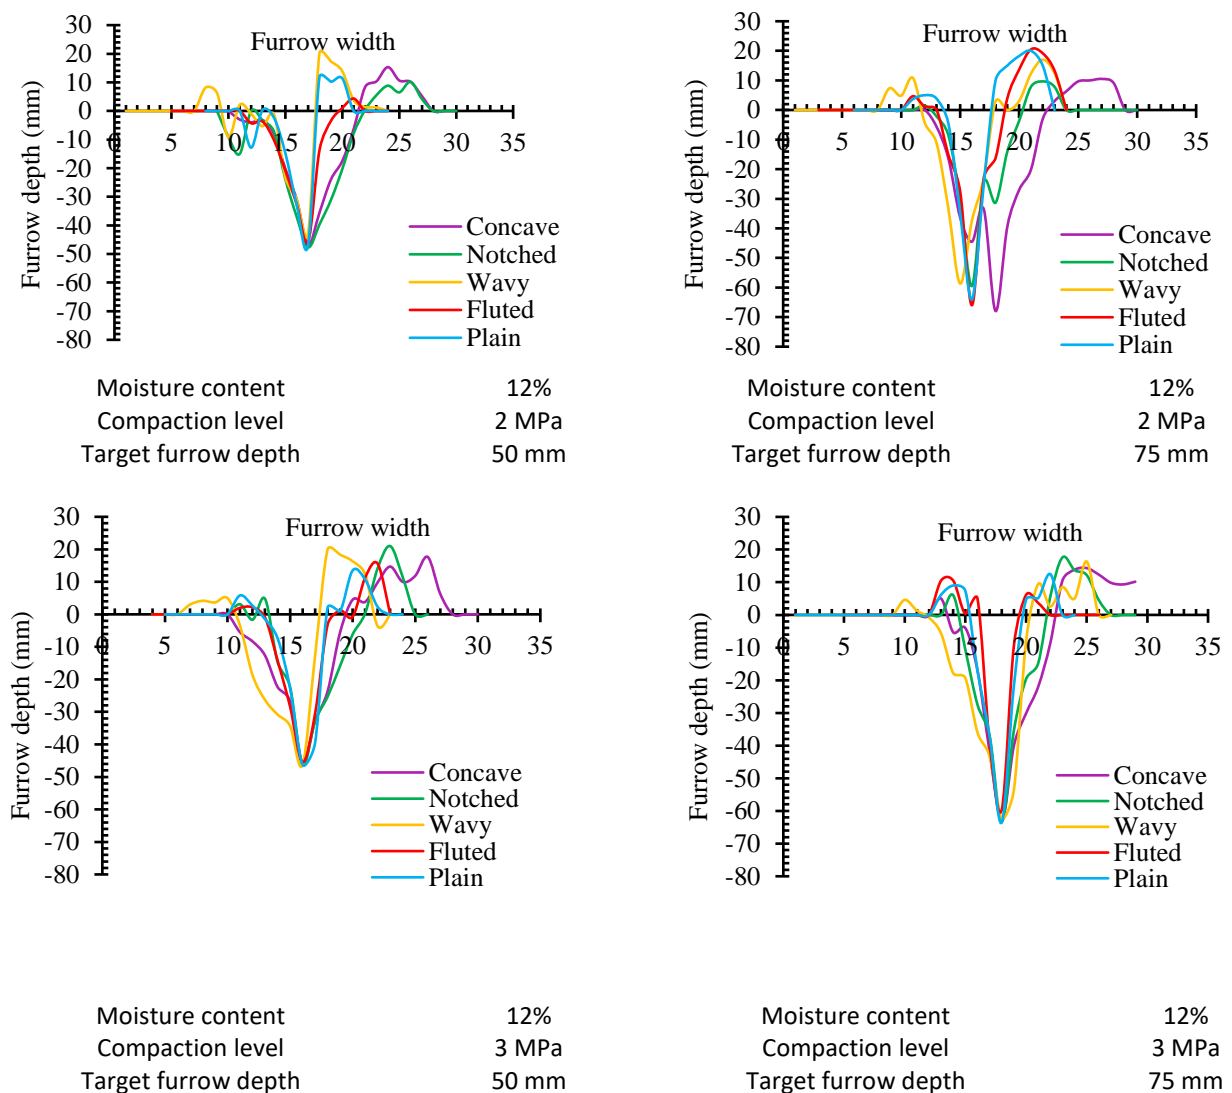 30
20
10
0
-10
-20
-30
-40
-50
-60
-70
-80
Furrow depth (mm)
Furrow width
0 5 10 15 20 25 30 35
Concave
Notched
Wavy
Fluted
Plain
Moisture content 12%
Compaction level 2 MPa
Target furrow depth 50 mm
30
20
10
0
-10
-20
-30
-40
-50
-60
-70
-80
Furrow depth (mm)
Furrow width
0 5 10 15 20 25 30 35
Concave
Notched
Wavy
Fluted
Plain
Moisture content 12%
Compaction level 2 MPa
Target furrow depth 75 mm
30
20
10
0
-10
-20
-30
-40
-50
-60
-70
-80
Furrow depth (mm)
Furrow width
0 5 10 15 20 25 30 35
Concave
Notched
Wavy
Fluted
Plain
Moisture content 12%
Compaction level 3 MPa
Target furrow depth 50 mm
30
20
10
0
-10
-20
-30
-40
-50
-60
-70
-80
Furrow depth (mm)
Furrow width
0 5 10 15 20 25 30 35
Concave
Notched
Wavy
Fluted
Plain
Moisture content 12%
Compaction level 3 MPa
Target furrow depth 75 mm